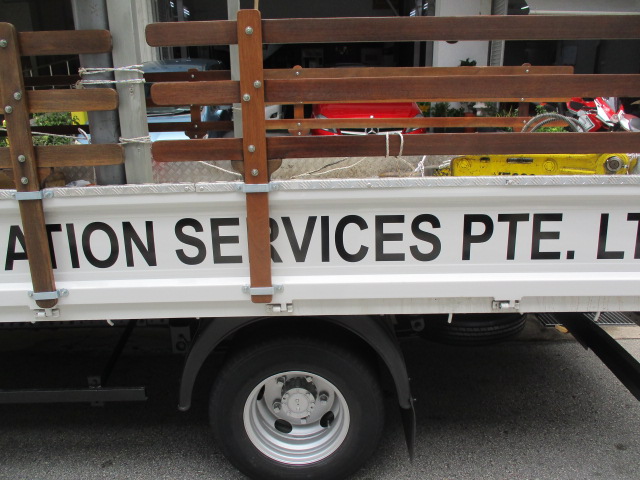 ATION SERVICES PTE. LT